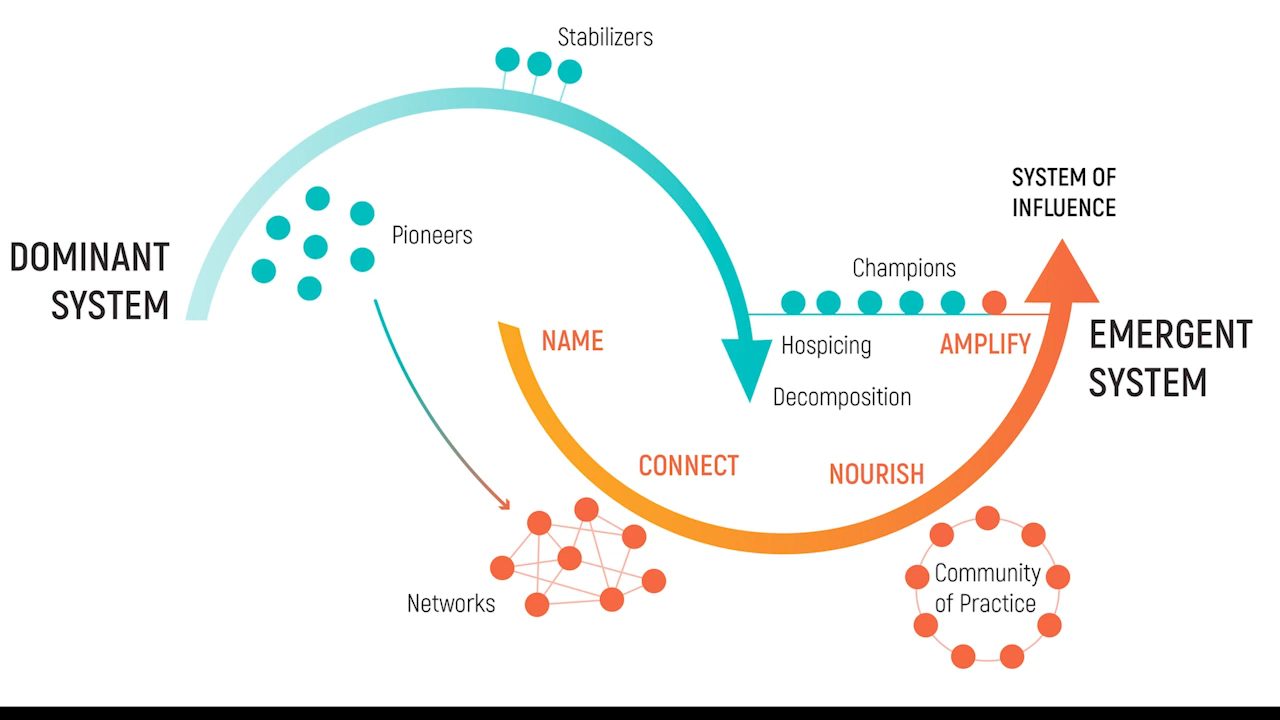 Stabilizers
SYSTEM OF
INFLUENCE
DOMINANT
SYSTEM
Pioneers
Champions
NAME
Hospicing
AMPLIFY
EMERGENT
SYSTEM
Decomposition
CONNECT
NOURISH
Networks
Community
of Practice